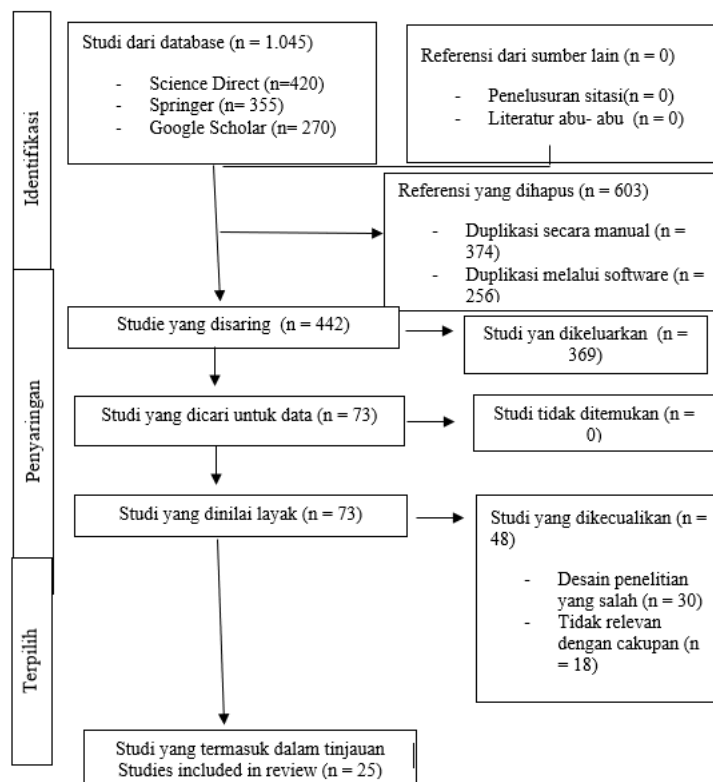 Identifikasi
Studi dari database (n = 1.045)
- Science Direct (n=420)
- Springer (n= 355)
- Google Scholar (n= 270)
Referensi dari sumber lain (n = 0)
- Penelusuran sitasi(n = 0)
- Literatur abu- abu (n = 0)
Referensi yang dihapus (n = 603)
- Duplikasi secara manual (n =
374)
- Duplikasi melalui software (n =
256)
Penyaringan
Studie yang disaring (n = 442)
Studi yan dikeluarkan (n =
369)
Studi yang dicari untuk data (n = 73)
Studi tidak ditemukan (n =
0)
Studi yang dinilai layak (n = 73)
Studi yang dikecualikan (n =
48)
- Desain penelitian
yang salah (n = 30)
- Tidak relevan
dengan cakupan (n
= 18)
Terpilih
Studi yang termasuk dalam tinjauan
Studies included in review (n = 25)